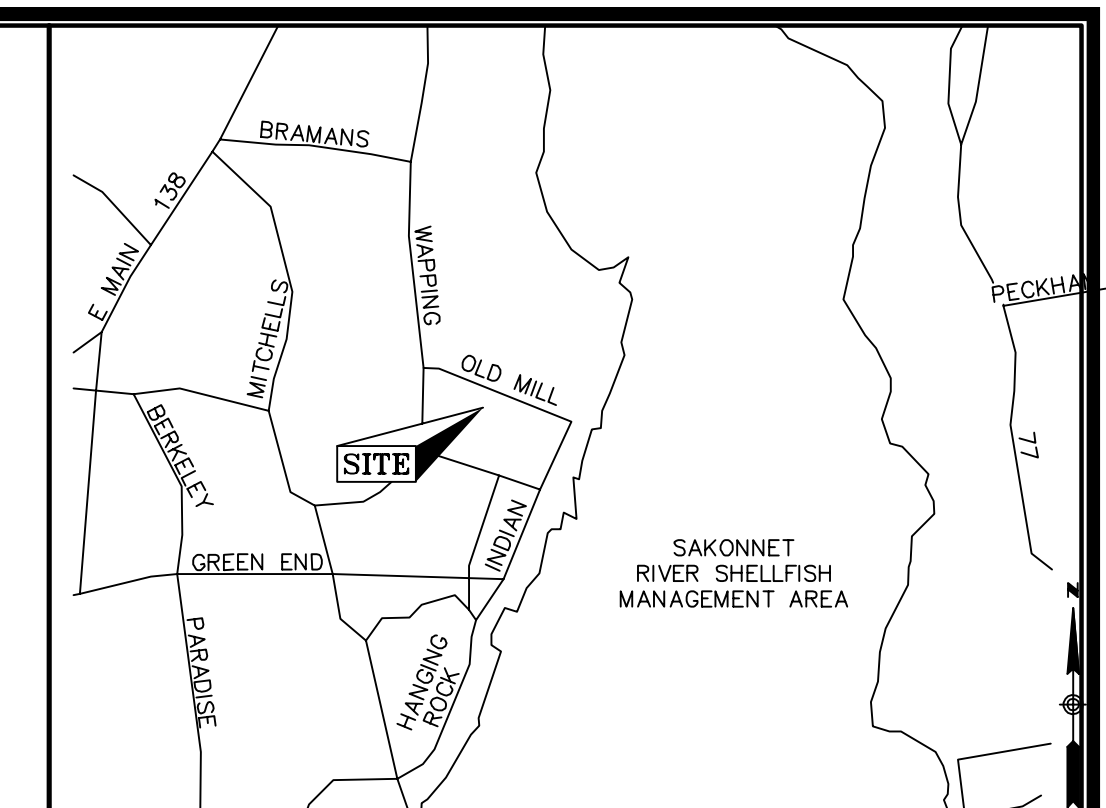 BRAMANS
138
E MAIN
WAPPING
MITCHELLS
PECKHAM
OLD MILL
BERKELEY
SITE
77
INDIAN
SAKONNET
RIVER SHELLFISH
MANAGEMENT AREA
GREEN END
N
PARADISE
HANGING
ROCK